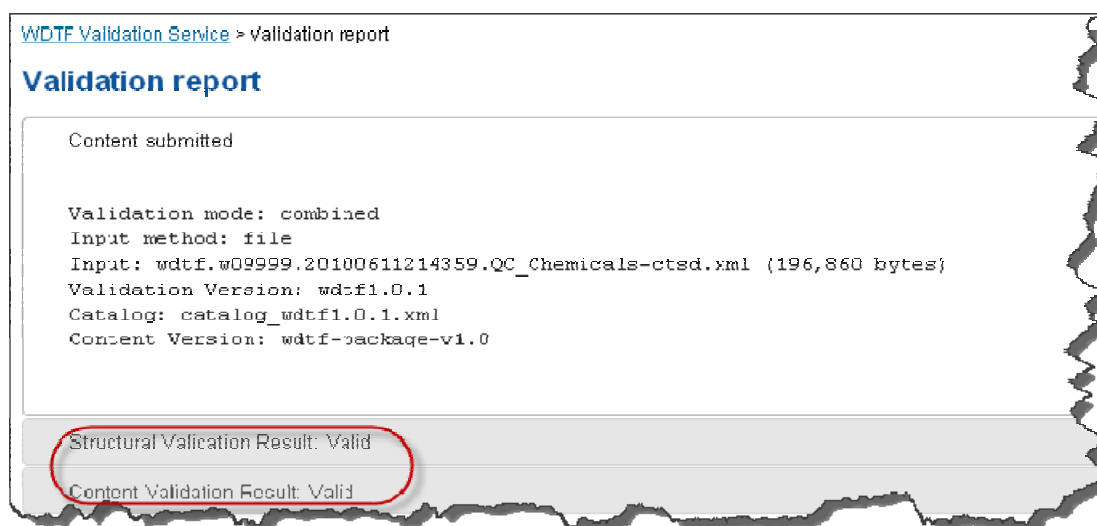 WDTF Validation Service > Validation report
Validation report
Content submitted
Validation mode: combined
Input method: file
Input: wdtf.w09999.20100611214359.QC_Chemicals-ctsd.xml (196,860 bytes)
Validation Version: wdtf1.0.1
Catalog: catalog_wdtf1.0.1.xml
Content Version: wdtf-package-v1.0
Structural Validation Result: Valid
Content Validation Result: Valid